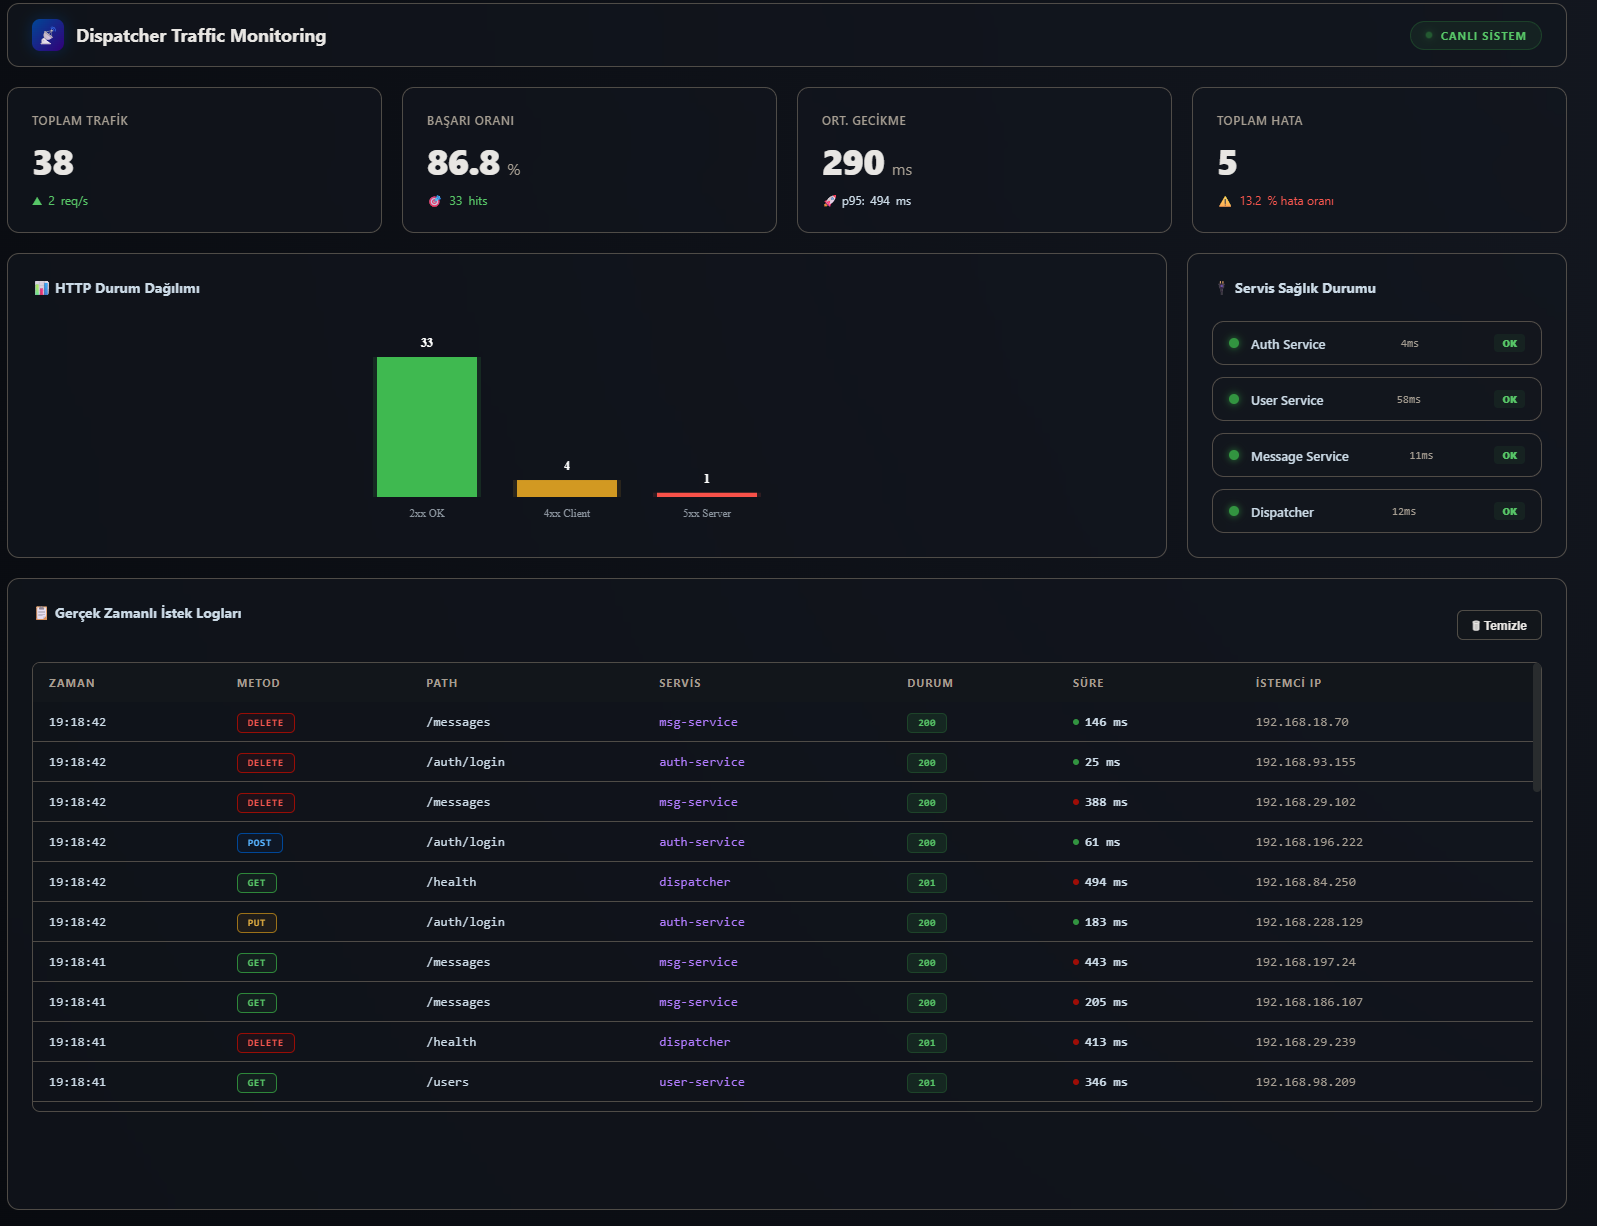 Dispatcher Traffic Monitoring
CANLI SİSTEM
TOPLAM TRAFİK
38
▲ 2 req/s
BAŞARI ORANI
86.8 %
33 hits
ORT. GECİKME
290 ms
p95: 494 ms
TOPLAM HATA
5
13.2 % hata oranı
HTTP Durum Dağılımı
33
4
1
2xx OK
4xx Client
5xx Server
Servis Sağlık Durumu
Auth Service 4ms OK
User Service 58ms OK
Message Service 11ms OK
Dispatcher 12ms OK
Gerçek Zamanlı İstek Logları
Temizle
ZAMAN METOD PATH SERVİS DURUM SÜRE İSTEMCİ IP
19:18:42 DELETE /messages msg-service 200 146 ms 192.168.18.70
19:18:42 DELETE /auth/login auth-service 200 25 ms 192.168.93.155
19:18:42 DELETE /messages msg-service 200 388 ms 192.168.29.102
19:18:42 POST /auth/login auth-service 200 61 ms 192.168.196.222
19:18:42 GET /health dispatcher 201 494 ms 192.168.84.250
19:18:42 PUT /auth/login auth-service 200 183 ms 192.168.228.129
19:18:41 GET /messages msg-service 200 443 ms 192.168.197.24
19:18:41 GET /messages msg-service 200 205 ms 192.168.186.107
19:18:41 DELETE /health dispatcher 201 413 ms 192.168.29.239
19:18:41 GET /users user-service 201 346 ms 192.168.98.209